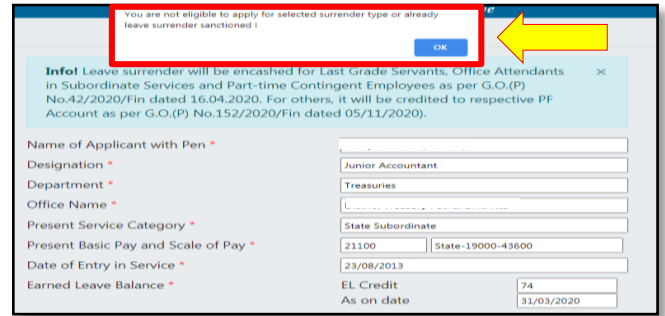 You are not eligible to apply for selected surrender type or already
leave surrender sanctioned !
OK
Info! Leave surrender will be encashed for Last Grade Servants, Office Attendants ×
in Subordinate Services and Part-time Contingent Employees as per G.O.(P)
No.42/2020/Fin dated 16.04.2020. For others, it will be credited to respective PF
Account as per G.O.(P) No.152/2020/Fin dated 05/11/2020).
Name of Applicant with Pen *
Designation * Junior Accountant
Department * Treasuries
Office Name *
Present Service Category * State Subordinate
Present Basic Pay and Scale of Pay * 21100 State-19000-43600
Date of Entry in Service * 23/08/2013
Earned Leave Balance * EL Credit 74
As on date 31/03/2020